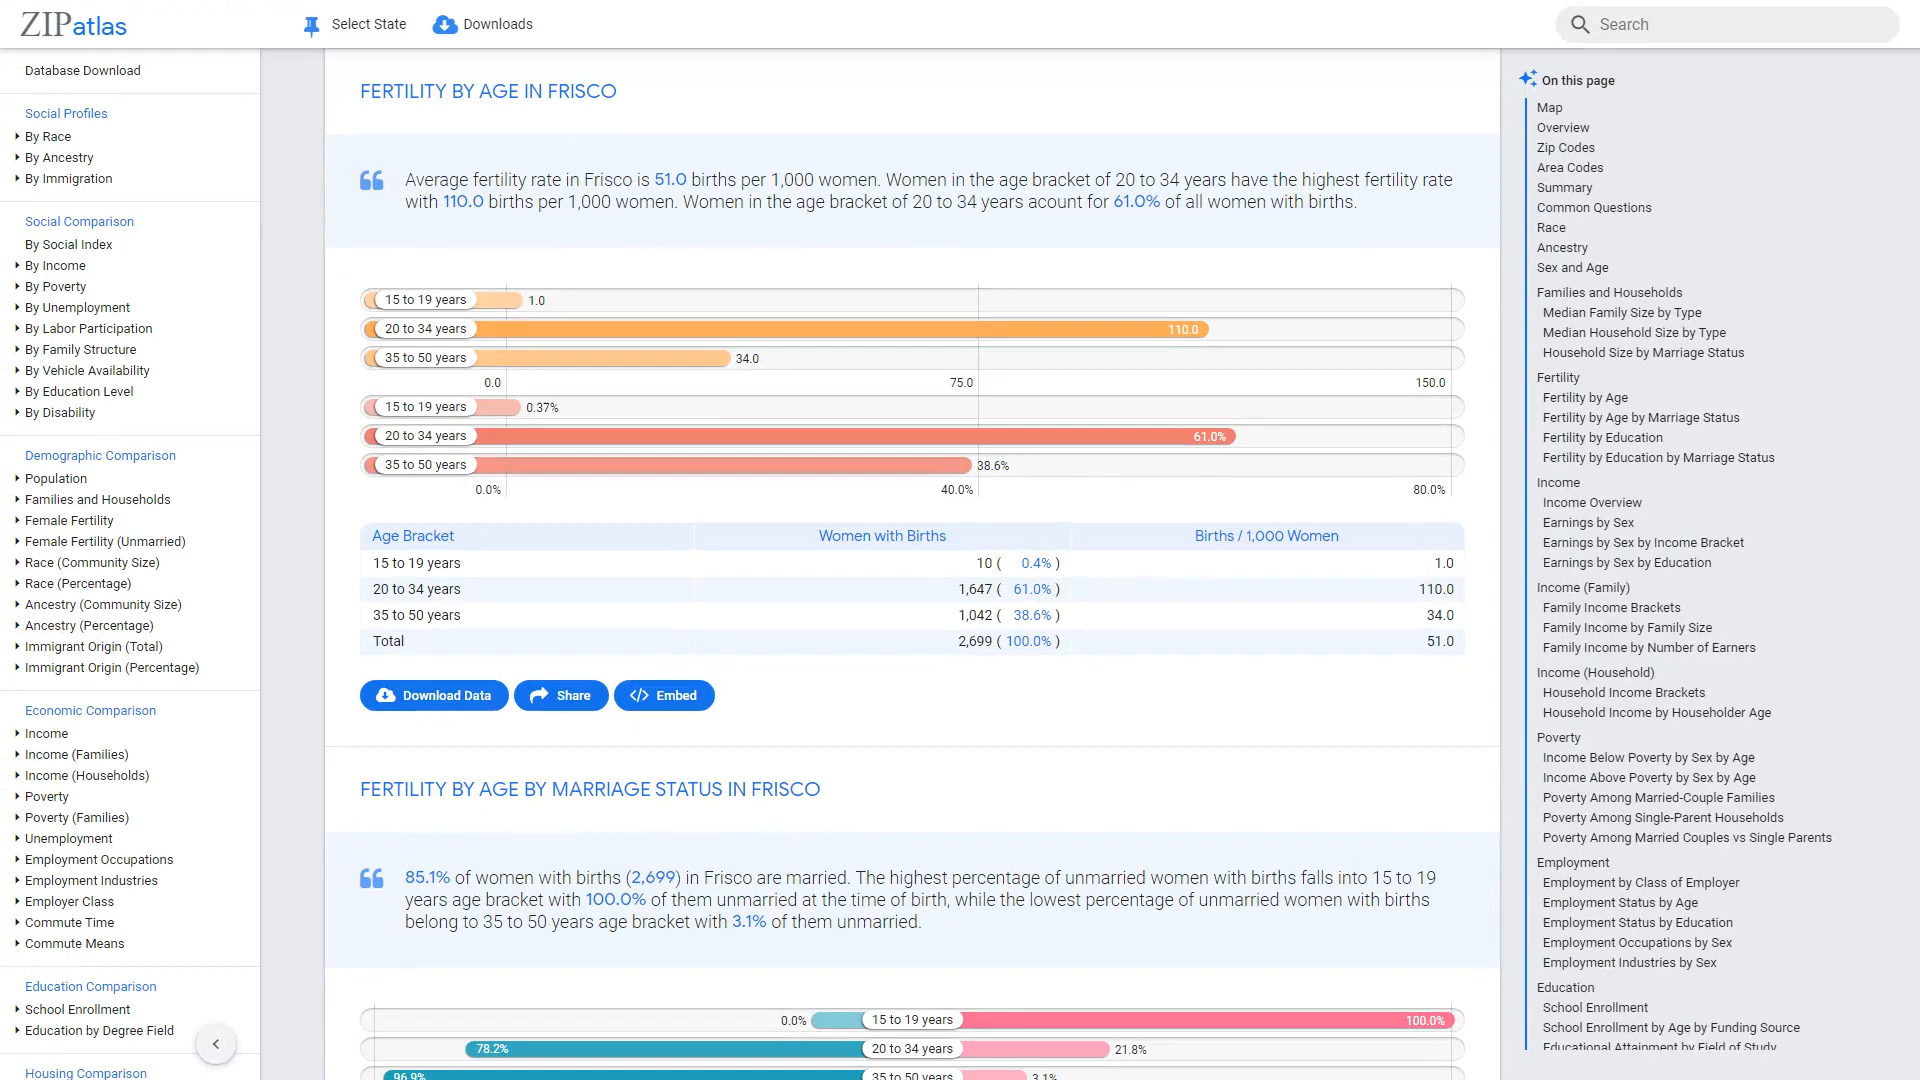 ZIPatlas
Select State
Downloads
Search
Database Download
Social Profiles
By Race
By Ancestry
By Immigration
Social Comparison
By Social Index
By Income
By Poverty
By Unemployment
By Labor Participation
By Family Structure
By Vehicle Availability
By Education Level
By Disability
Demographic Comparison
Population
Families and Households
Female Fertility
Female Fertility (Unmarried)
Race (Community Size)
Race (Percentage)
Ancestry (Community Size)
Ancestry (Percentage)
Immigrant Origin (Total)
Immigrant Origin (Percentage)
Economic Comparison
Income
Income (Families)
Income (Households)
Poverty
Poverty (Families)
Unemployment
Employment Occupations
Employment Industries
Employer Class
Commute Time
Commute Means
Education Comparison
School Enrollment
Education by Degree Field
Housing Comparison
FERTILITY BY AGE IN FRISCO
Average fertility rate in Frisco is 51.0 births per 1,000 women. Women in the age bracket of 20 to 34 years have the highest fertility rate
with 110.0 births per 1,000 women. Women in the age bracket of 20 to 34 years acount for 61.0% of all women with births.
15 to 19 years 1.0
20 to 34 years 110.0
35 to 50 years 34.0
0.0 75.0 150.0
15 to 19 years 0.37%
20 to 34 years 61.0%
35 to 50 years 38.6%
0.0% 40.0% 80.0%
Age Bracket Women with Births Births / 1,000 Women
15 to 19 years 10 ( 0.4% ) 1.0
20 to 34 years 1,647 ( 61.0% ) 110.0
35 to 50 years 1,042 ( 38.6% ) 34.0
Total 2,699 ( 100.0% ) 51.0
Download Data Share Embed
FERTILITY BY AGE BY MARRIAGE STATUS IN FRISCO
85.1% of women with births (2,699) in Frisco are married. The highest percentage of unmarried women with births falls into 15 to 19
years age bracket with 100.0% of them unmarried at the time of birth, while the lowest percentage of unmarried women with births
belong to 35 to 50 years age bracket with 3.1% of them unmarried.
0.0% 15 to 19 years 100.0%
78.2% 20 to 34 years 21.8%
96.9% 35 to 50 years 3.1%
On this page
Map
Overview
Zip Codes
Area Codes
Summary
Common Questions
Race
Ancestry
Sex and Age
Families and Households
Median Family Size by Type
Median Household Size by Type
Household Size by Marriage Status
Fertility
Fertility by Age
Fertility by Age by Marriage Status
Fertility by Education
Fertility by Education by Marriage Status
Income
Income Overview
Earnings by Sex
Earnings by Sex by Income Bracket
Earnings by Sex by Education
Income (Family)
Family Income Brackets
Family Income by Family Size
Family Income by Number of Earners
Income (Household)
Household Income Brackets
Household Income by Householder Age
Poverty
Income Below Poverty by Sex by Age
Income Above Poverty by Sex by Age
Poverty Among Married-Couple Families
Poverty Among Single-Parent Households
Poverty Among Married Couples vs Single Parents
Employment
Employment by Class of Employer
Employment Status by Age
Employment Status by Education
Employment Occupations by Sex
Employment Industries by Sex
Education
School Enrollment
School Enrollment by Age by Funding Source
Educational Attainment by Field of Study